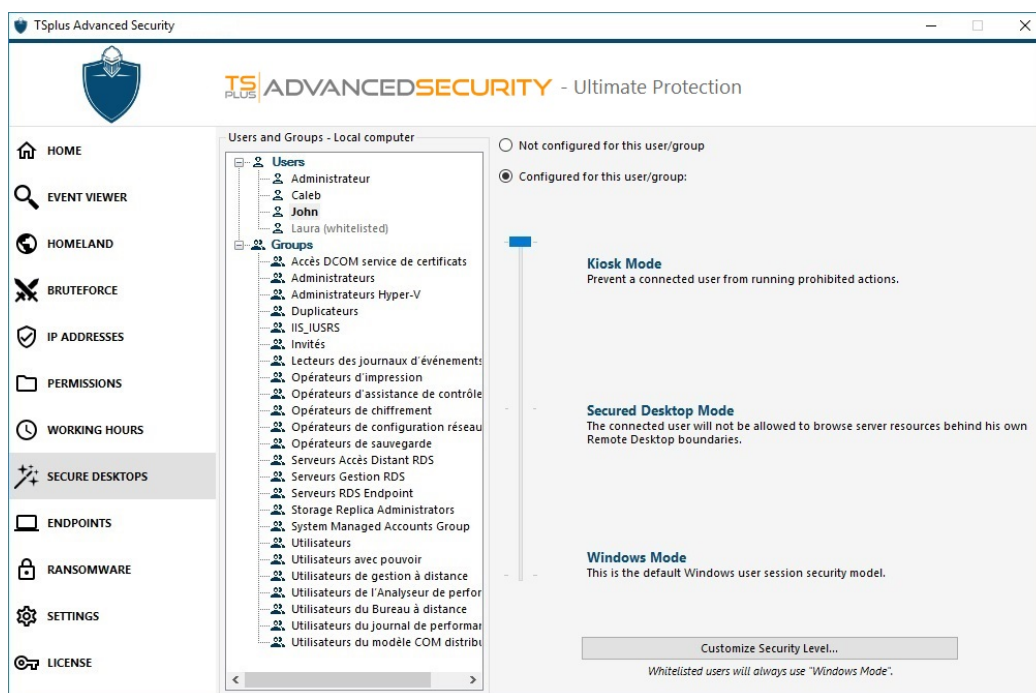 TSplus Advanced Security
TS PLUS ADVANCEDSECURITY - Ultimate Protection
HOME
EVENT VIEWER
HOMELAND
BRUTEFORCE
IP ADDRESSES
PERMISSIONS
WORKING HOURS
SECURE DESKTOPS
ENDPOINTS
RANSOMWARE
SETTINGS
LICENSE
Users and Groups - Local computer
Users
Administrateur
Caleb
John
Laura (whitelisted)
Groups
Accès DCOM service de certificats
Administrateurs
Administrateurs Hyper-V
Duplicateurs
IIS_IUSRS
Invités
Lecteurs des journaux d'événements
Opérateurs d'impression
Opérateurs d'assistance de contrôle
Opérateurs de chiffrement
Opérateurs de configuration réseau
Opérateurs de sauvegarde
Serveurs Accès Distant RDS
Serveurs Gestion RDS
Serveurs RDS Endpoint
Storage Replica Administrators
System Managed Accounts Group
Utilisateurs
Utilisateurs avec pouvoir
Utilisateurs de gestion à distance
Utilisateurs de l'Analyseur de perfor
Utilisateurs du Bureau à distance
Utilisateurs du journal de performar
Utilisateurs du modèle COM distribu
Not configured for this user/group
Configured for this user/group:
Kiosk Mode
Prevent a connected user from running prohibited actions.
Secured Desktop Mode
The connected user will not be allowed to browse server resources behind his own
Remote Desktop boundaries.
Windows Mode
This is the default Windows user session security model.
Customize Security Level...
Whitelisted users will always use "Windows Mode".